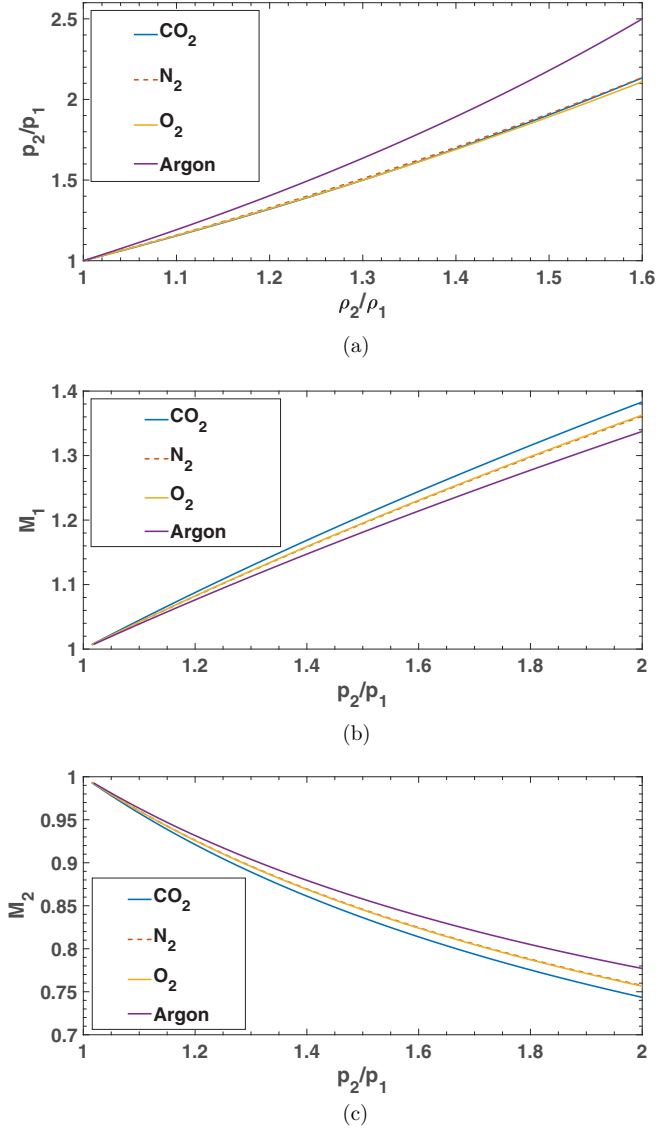 2.5
2
1.5
1
p₂/p₁
CO₂
N₂
O₂
Argon
1 1.1 1.2 1.3 1.4 1.5 1.6
ρ₂/ρ₁
(a)
1.4
1.3
1.2
1.1
1
M₁
CO₂
N₂
O₂
Argon
1 1.2 1.4 1.6 1.8 2
p₂/p₁
(b)
1
0.95
0.9
0.85
0.8
0.75
0.7
M₂
CO₂
N₂
O₂
Argon
1 1.2 1.4 1.6 1.8 2
p₂/p₁
(c)